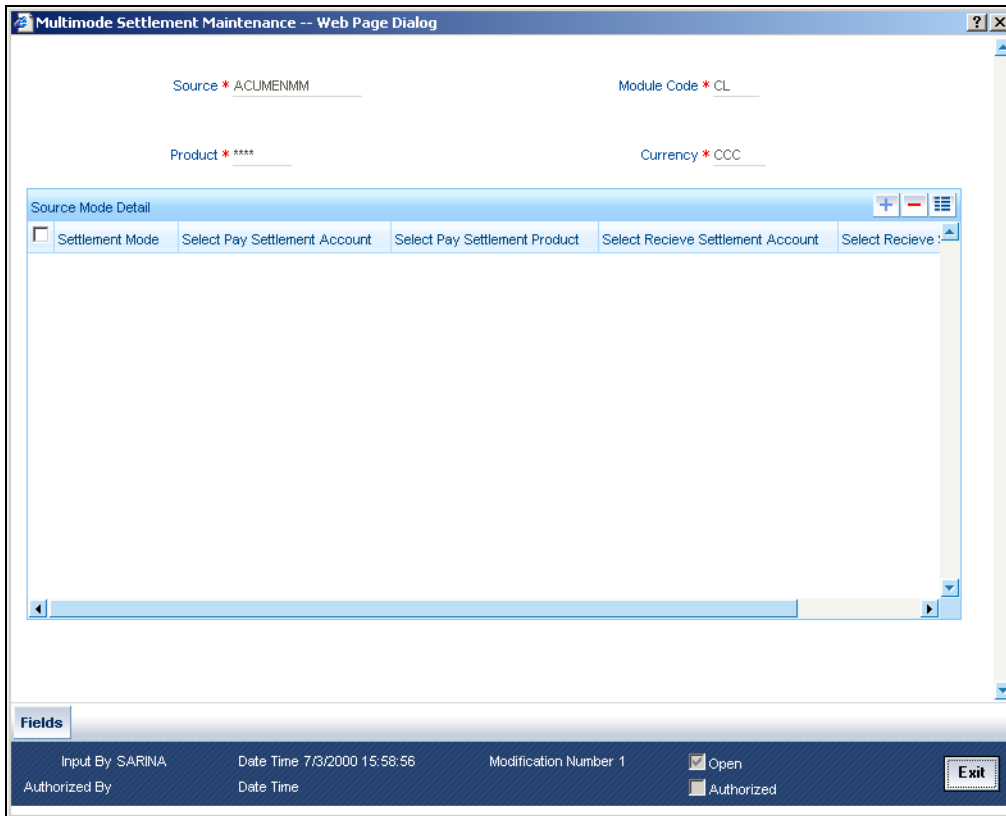 Multimode Settlement Maintenance -- Web Page Dialog
Source * ACUMENMM
Module Code * CL
Product * ****
Currency * CCC
Source Mode Detail
Settlement Mode Select Pay Settlement Account Select Pay Settlement Product Select Recieve Settlement Account Select Recieve
Fields
Input By SARINA Date Time 7/3/2000 15:58:56 Modification Number 1 Open
Authorized By Date Time Authorized
Exit